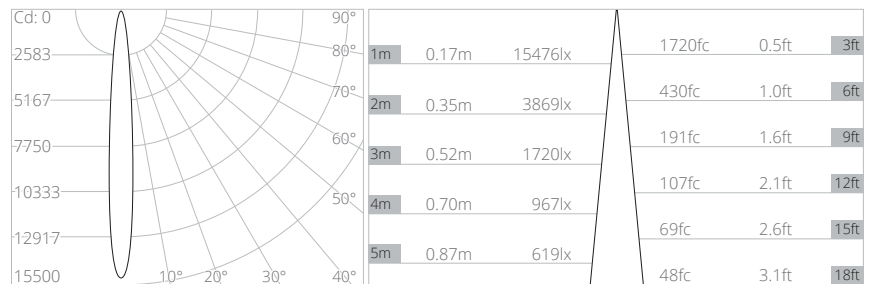 Cd: 0
2583
5167
7750
10333
12917
15500
90°
80°
70°
60°
50°
10° 20° 30° 40°
1m 0.17m 15476lx
2m 0.35m 3869lx
3m 0.52m 1720lx
4m 0.70m 967lx
5m 0.87m 619lx
1720fc 0.5ft 3ft
430fc 1.0ft 6ft
191fc 1.6ft 9ft
107fc 2.1ft 12ft
69fc 2.6ft 15ft
48fc 3.1ft 18ft